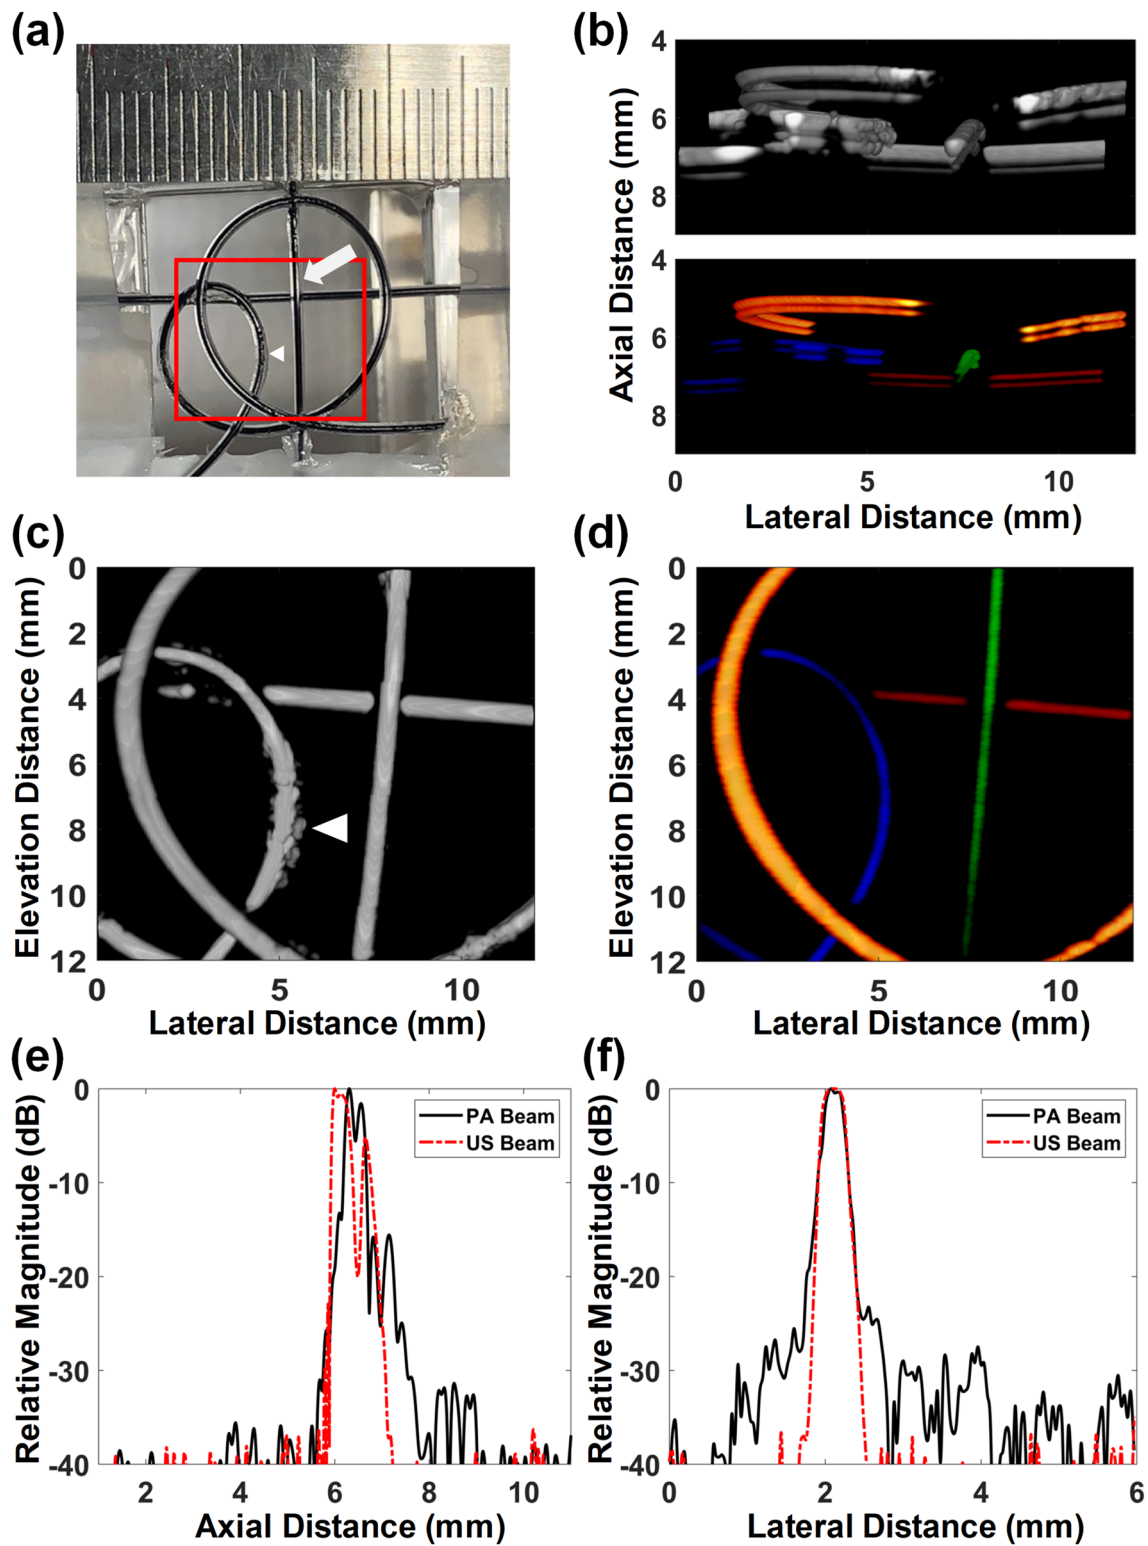 (a)
(b)
4
6
8
4
6
8
0 5 10
Axial Distance (mm)
Lateral Distance (mm)
(c)
0
2
4
6
8
10
12
0 5 10
Elevation Distance (mm)
Lateral Distance (mm)
(d)
0
2
4
6
8
10
12
0 5 10
Elevation Distance (mm)
Lateral Distance (mm)
(e)
0
-10
-20
-30
-40
2 4 6 8 10
Relative Magnitude (dB)
Axial Distance (mm)
PA Beam
US Beam
(f)
0
-10
-20
-30
-40
0 2 4 6
Relative Magnitude (dB)
Lateral Distance (mm)
PA Beam
US Beam